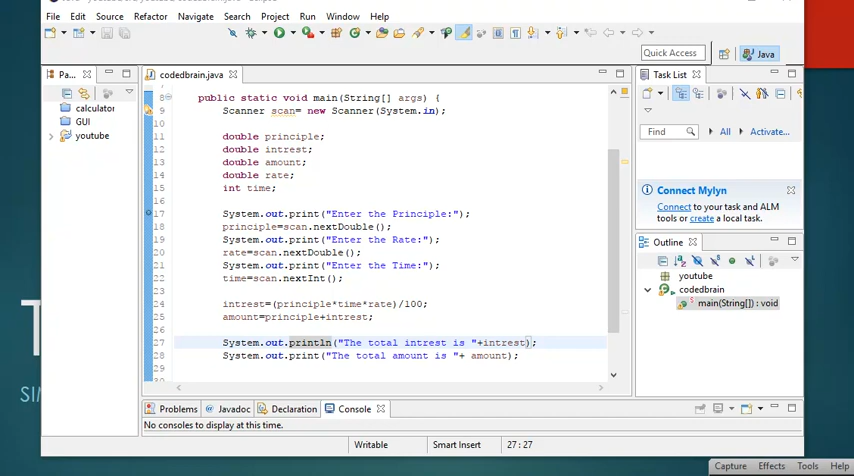 File Edit Source Refactor Navigate Search Project Run Window Help
Quick Access
Java
Pa...
codedbrain.java
Task List
calculator
GUI
youtube
8 public static void main(String[] args) {
9 Scanner scan= new Scanner(System.in);
10
11 double principle;
12 double intrest;
13 double amount;
14 double rate;
15 int time;
16
17 System.out.print("Enter the Principle:");
18 principle=scan.nextDouble();
19 System.out.print("Enter the Rate:");
20 rate=scan.nextDouble();
21 System.out.print("Enter the Time:");
22 time=scan.nextInt();
23
24 intrest=(principle*time*rate)/100;
25 amount=principle+intrest;
26
27 System.out.println("The total intrest is "+intrest);
28 System.out.print("The total amount is "+ amount);
29
Find
All
Activate...
Connect Mylyn
Connect to your task and ALM
tools or create a local task.
Outline
youtube
codedbrain
main(String[]) : void
Problems Javadoc Declaration Console
No consoles to display at this time.
Writable Smart Insert 27 : 27
Capture Effects Tools Help